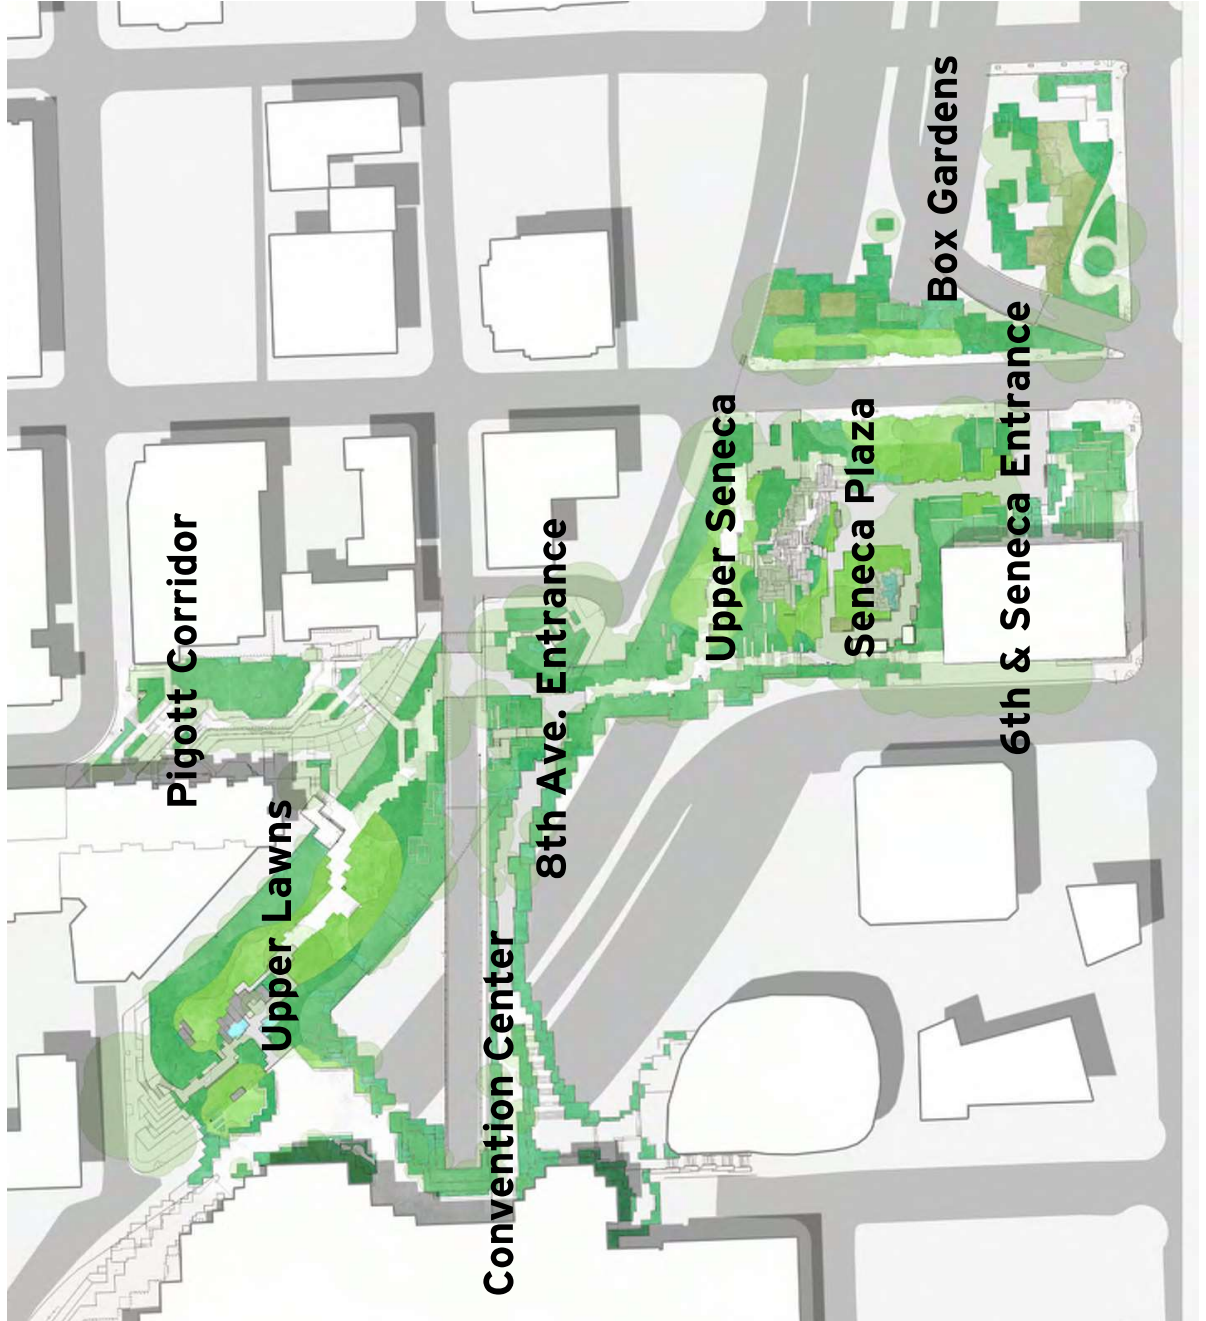 Pigott Corridor
Upper Lawns
Convention Center
8th Ave. Entrance
Upper Seneca
Seneca Plaza
Box Gardens
6th & Seneca Entrance